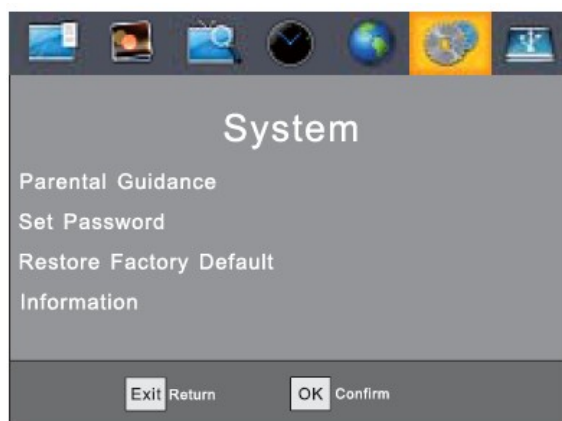 System
Parental Guidance
Set Password
Restore Factory Default
Information
Exit Return OK Confirm